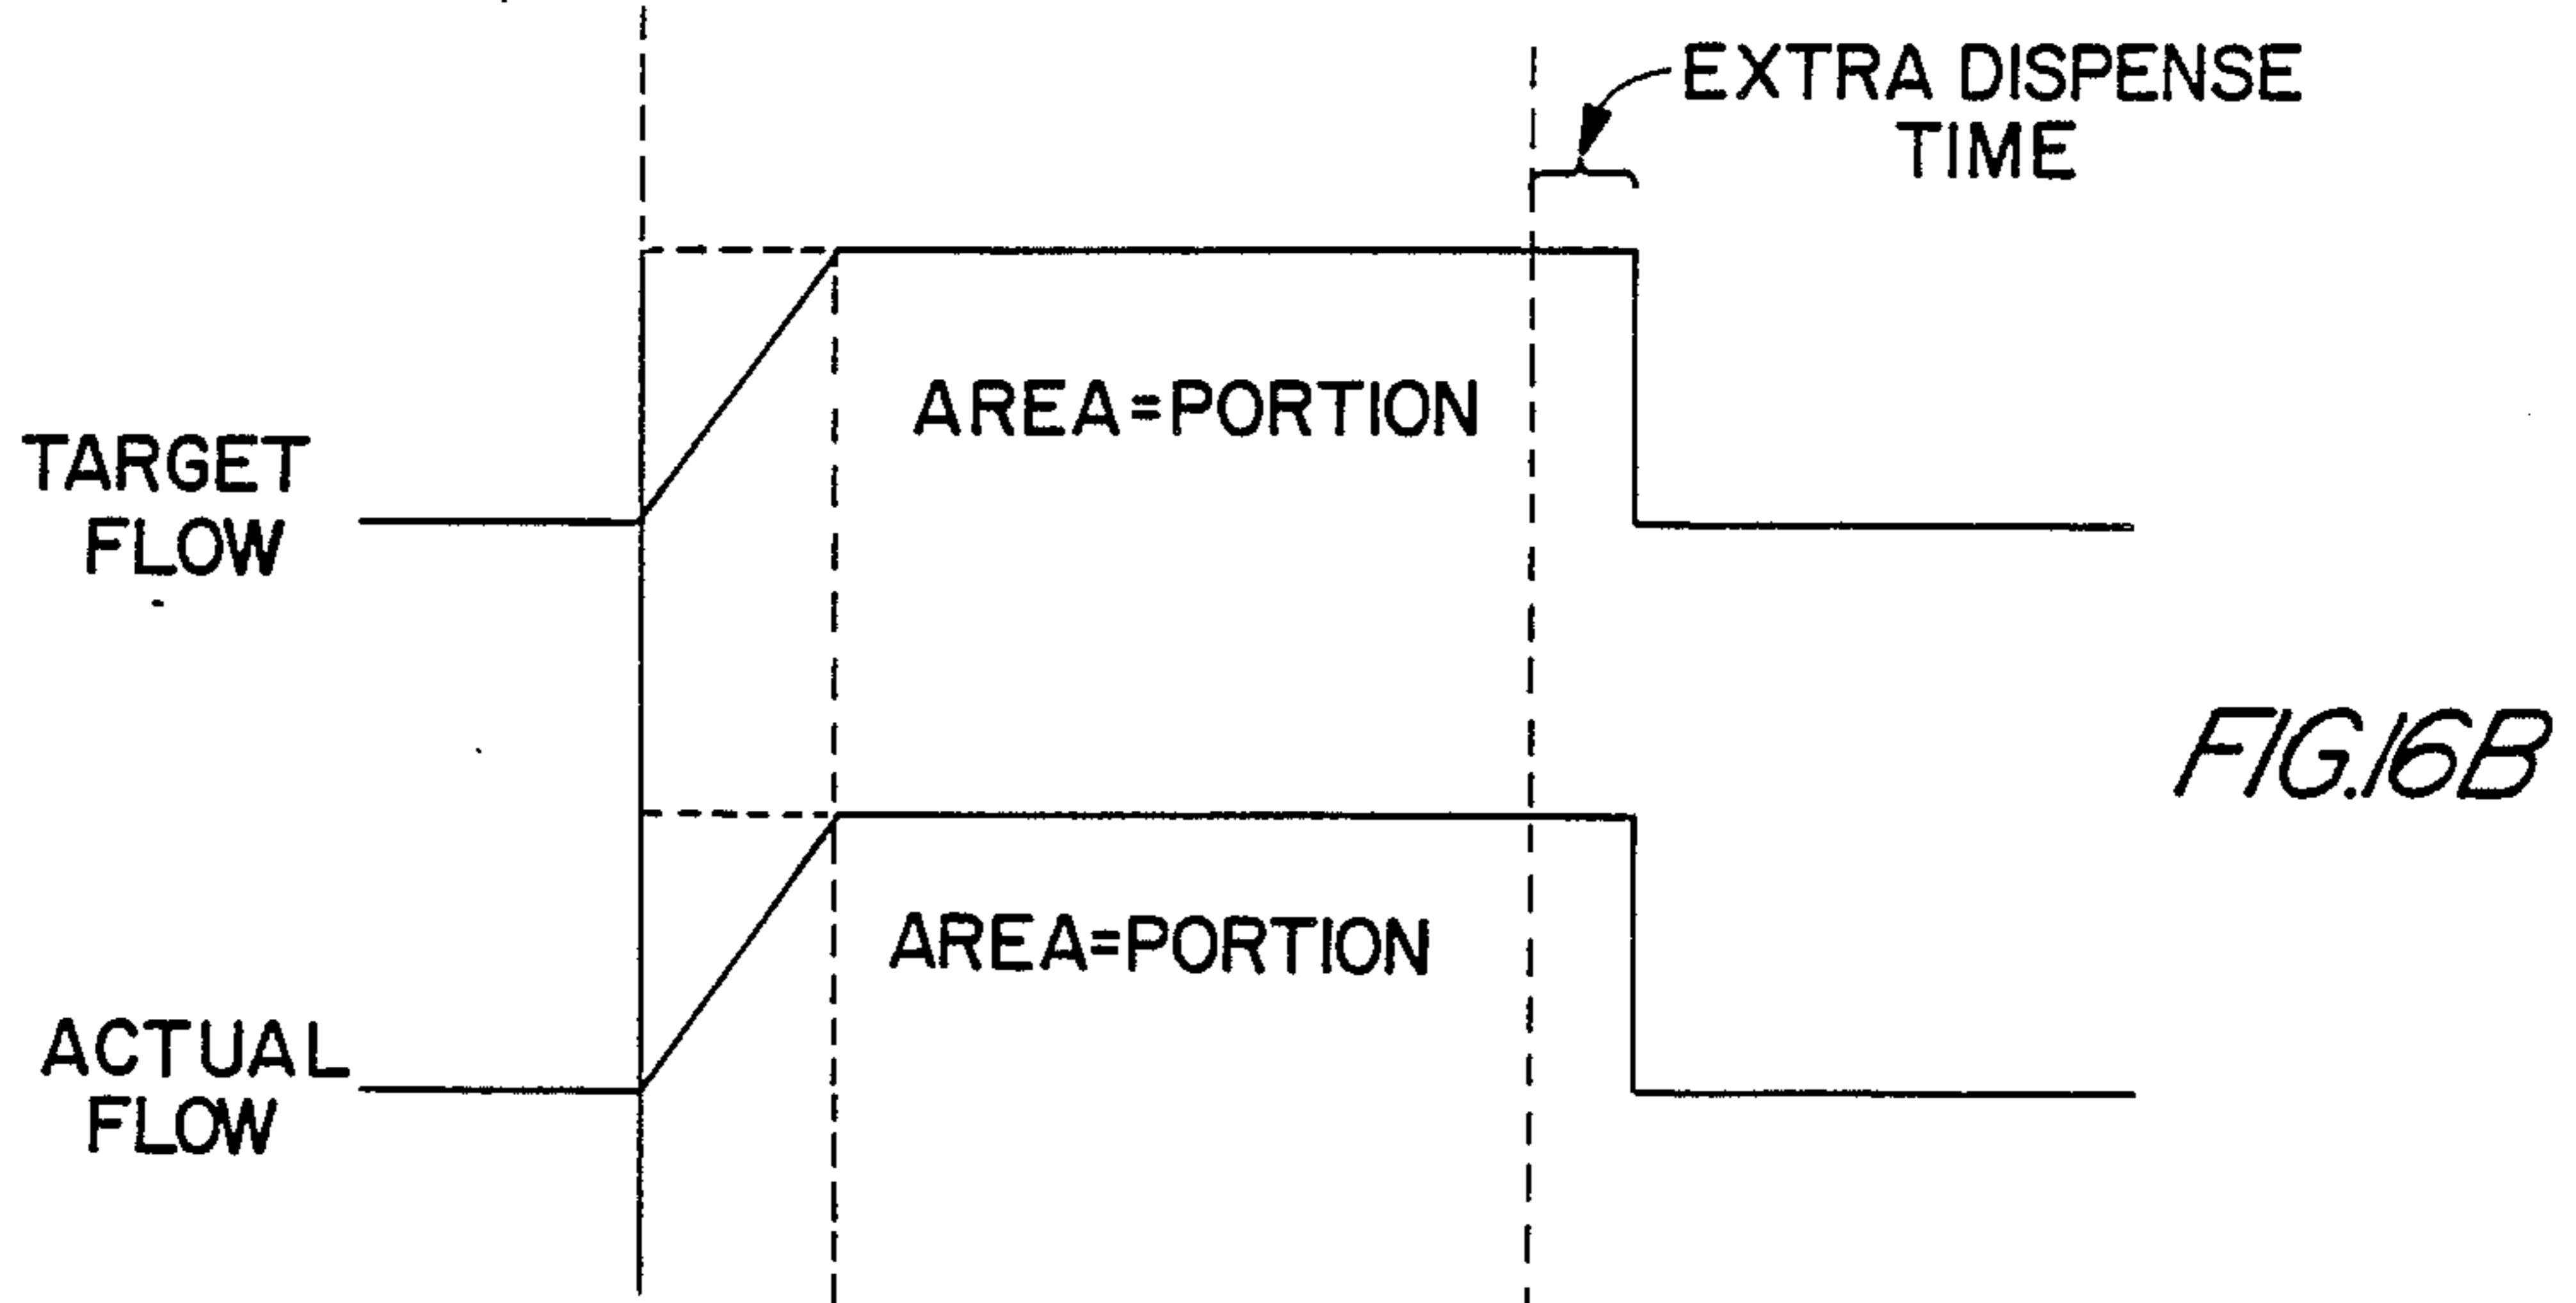 EXTRA DISPENSE
TIME
AREA=PORTION
TARGET
FLOW
FIG.16B
AREA=PORTION
ACTUAL
FLOW